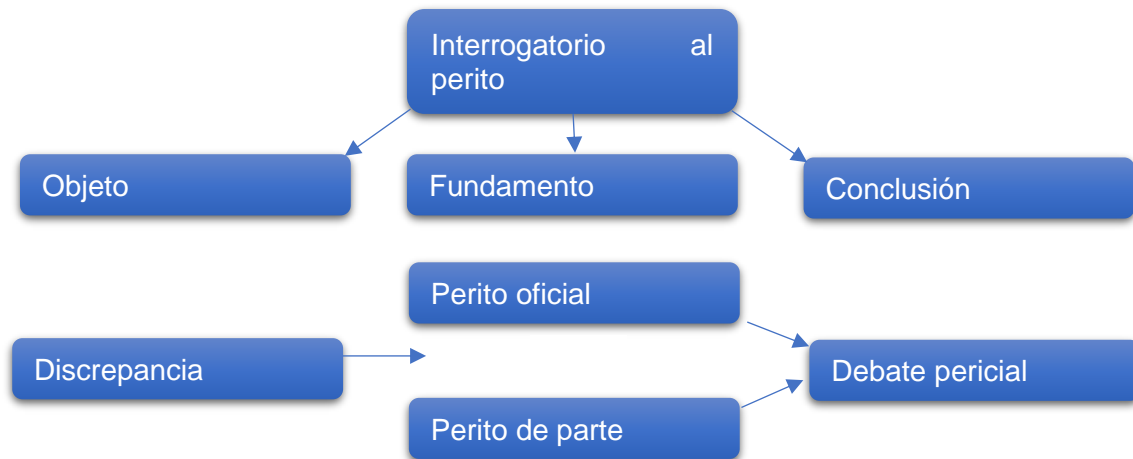 Interrogatorio al
perito
Objeto
Fundamento
Conclusión
Perito oficial
Discrepancia
Debate pericial
Perito de parte